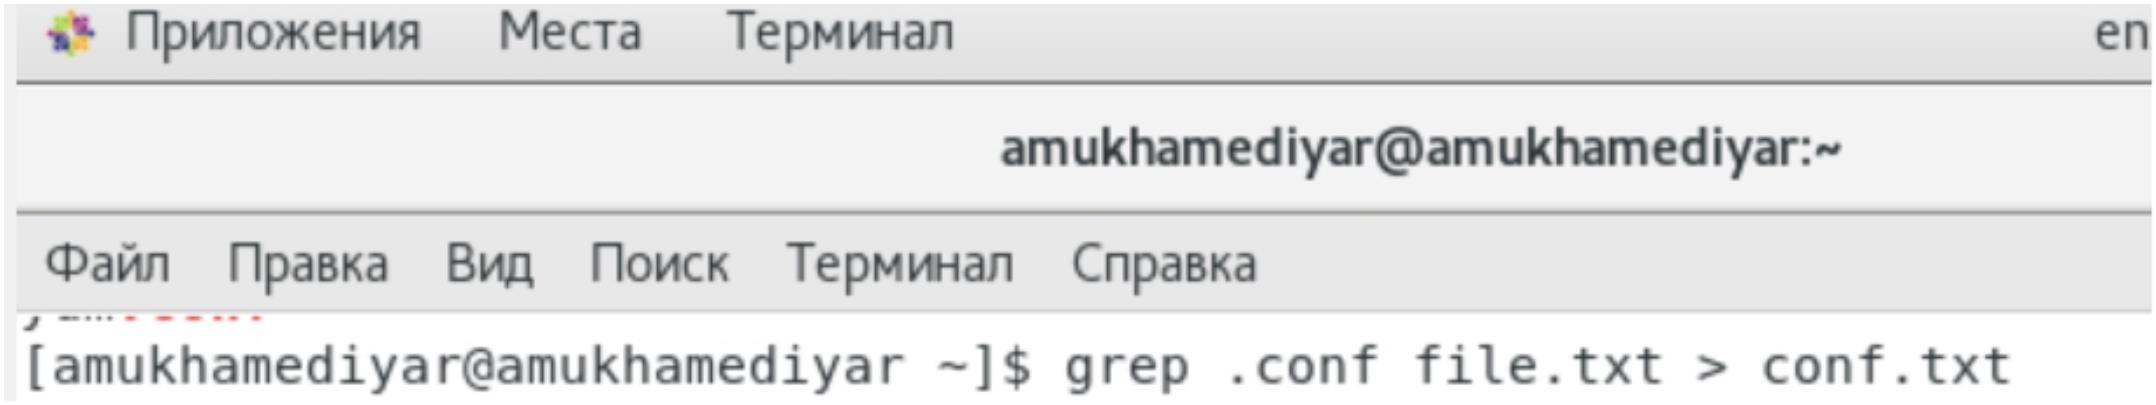 Приложения Места Терминал en
amukhamediyar@amukhamediyar:~
Файл Правка Вид Поиск Терминал Справка
[amukhamediyar@amukhamediyar ~]$ grep .conf file.txt > conf.txt